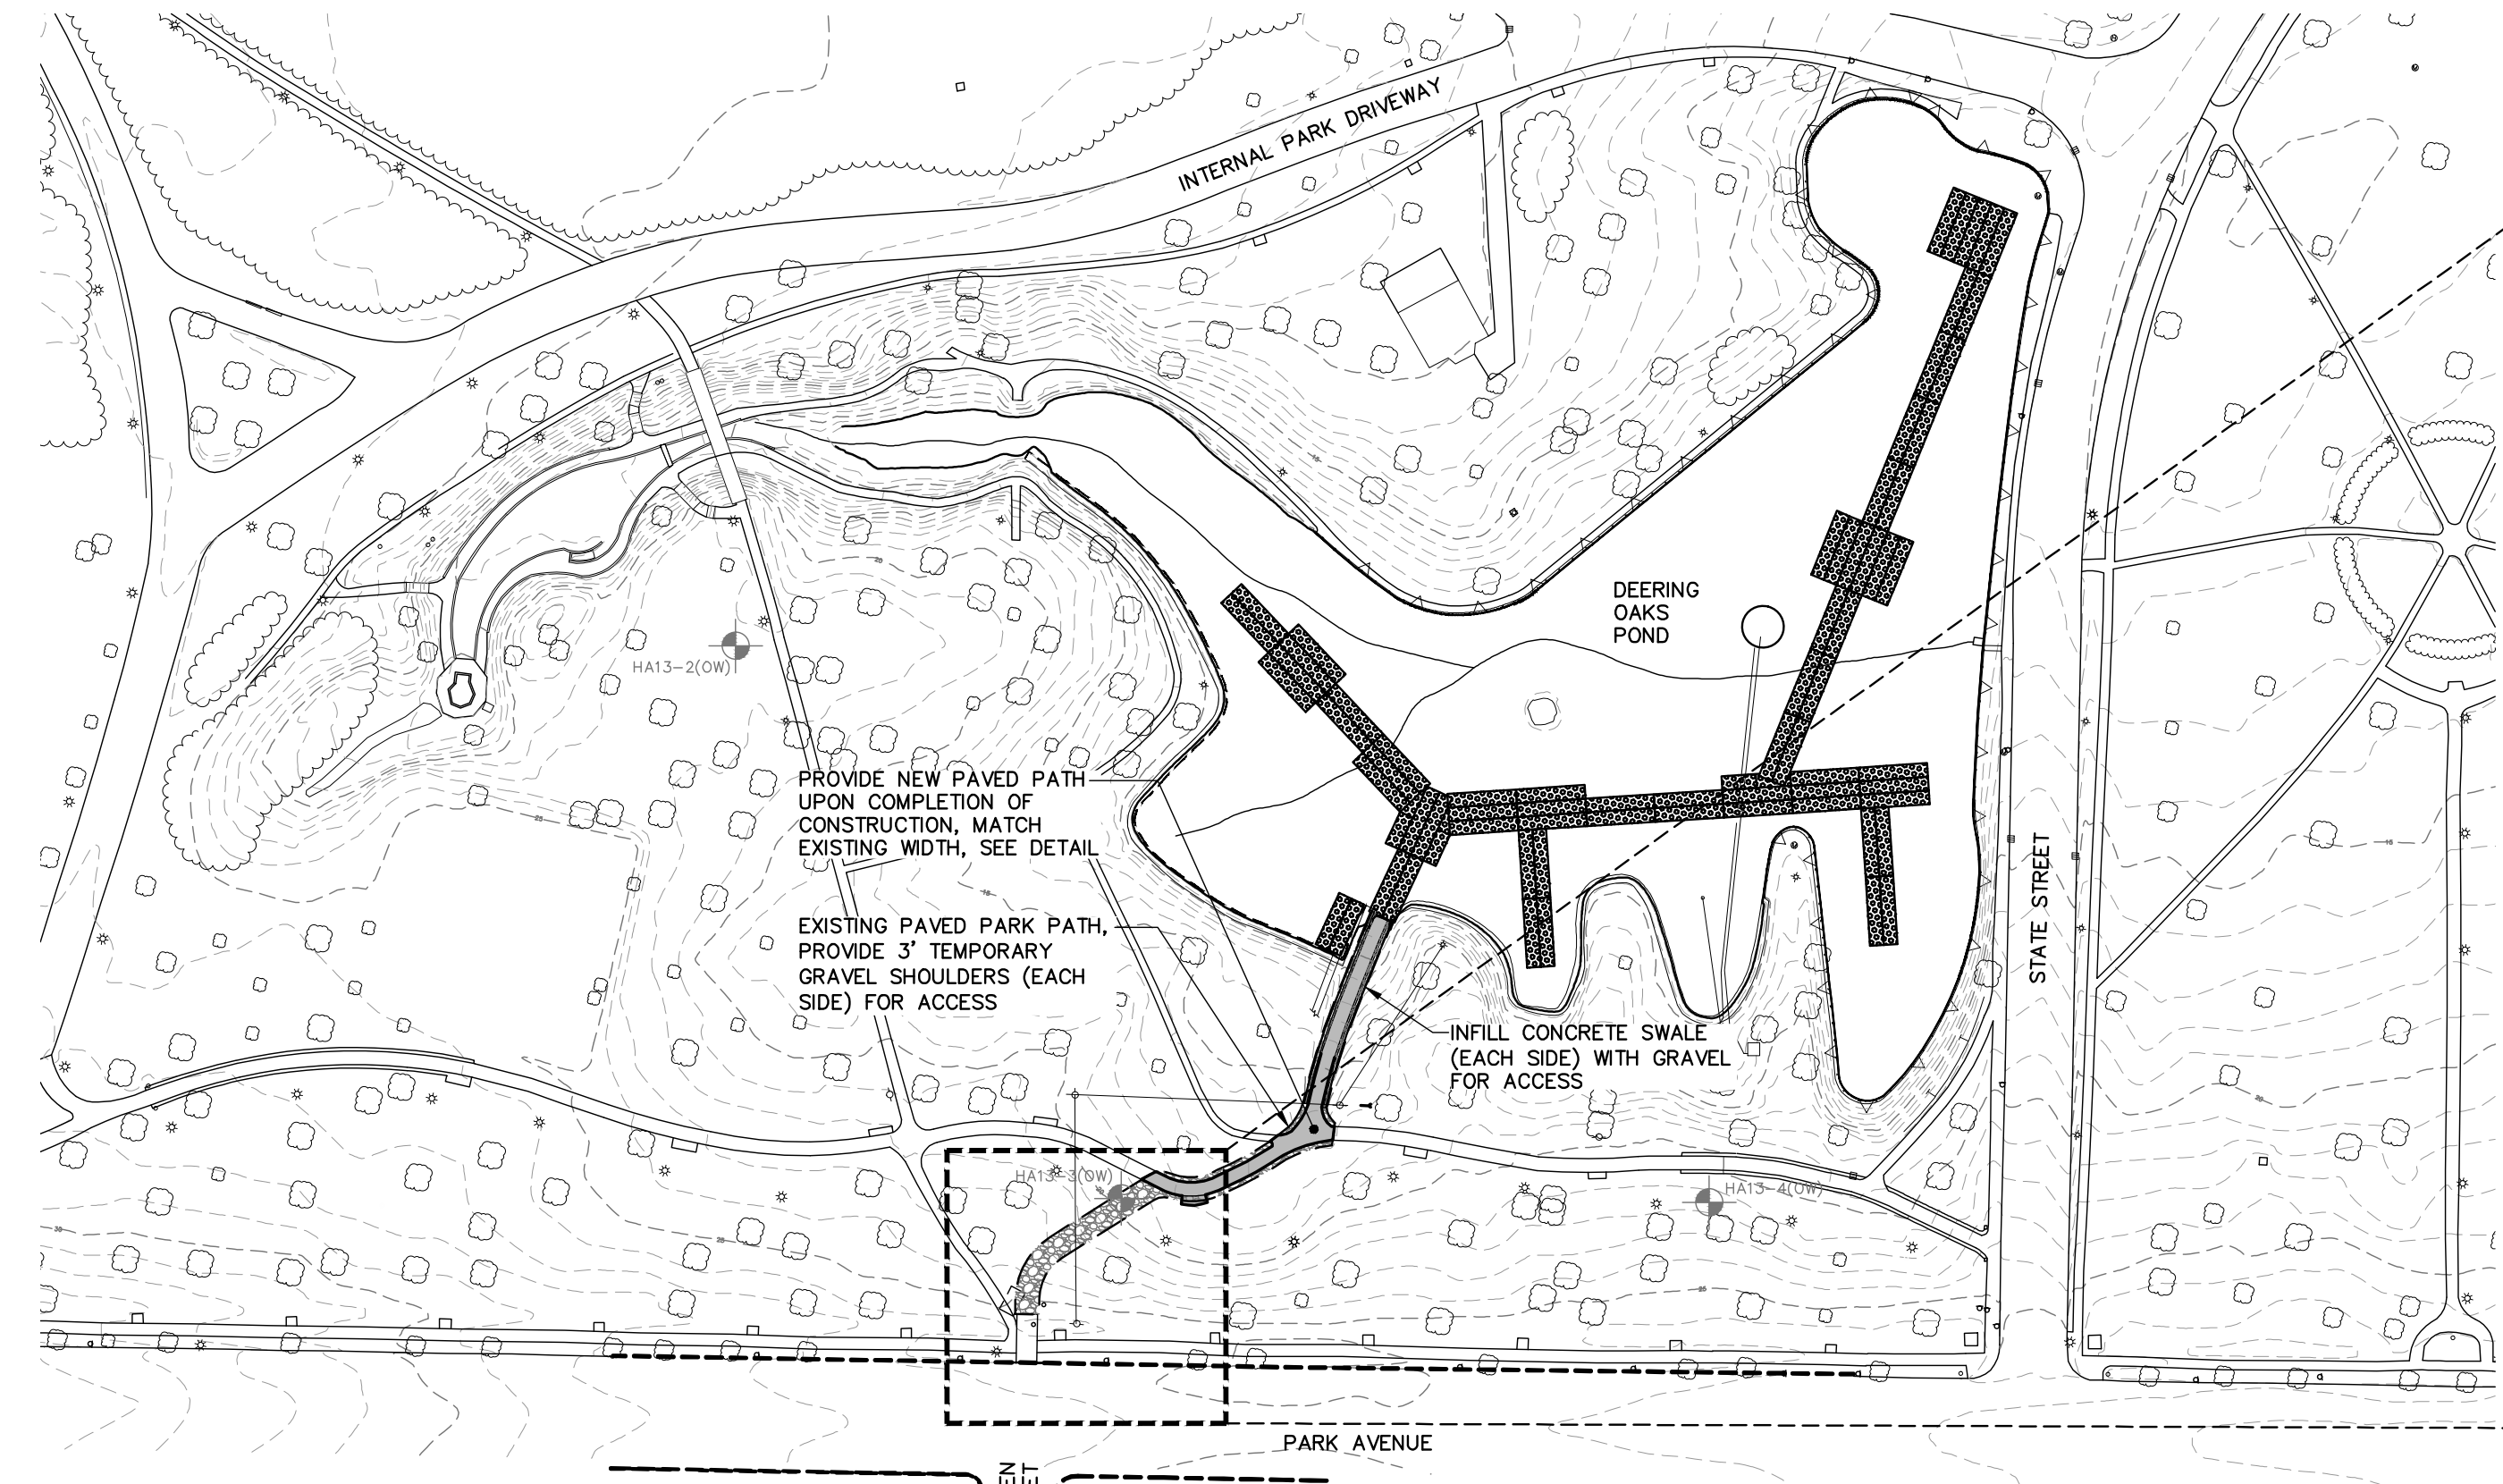 INTERNAL PARK DRIVEWAY
DEERING
OAKS
POND
HA13-2(OW)
PROVIDE NEW PAVED PATH
UPON COMPLETION OF
CONSTRUCTION, MATCH
EXISTING WIDTH, SEE DETAIL
EXISTING PAVED PARK PATH,
PROVIDE 3' TEMPORARY
GRAVEL SHOULDERS (EACH
SIDE) FOR ACCESS
INFILL CONCRETE SWALE
(EACH SIDE) WITH GRAVEL
FOR ACCESS
STATE STREET
HA13-3(OW)
HA13-4(OW)
PARK AVENUE
EN
ET